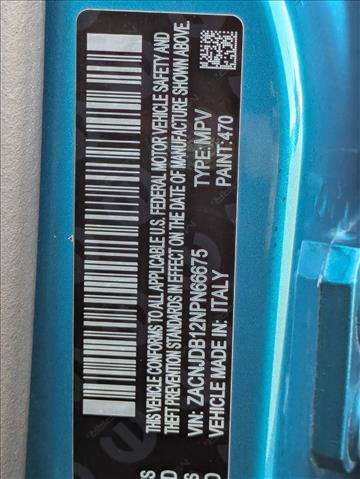 THIS VEHICLE CONFORMS TO ALL APPLICABLE U.S. FEDERAL MOTOR VEHICLE SAFETY AND
THEFT PREVENTION STANDARDS IN EFFECT ON THE DATE OF MANUFACTURE SHOWN ABOVE.
VIN: ZACNJDB12NPN66675 TYPE: MPV
VEHICLE MADE IN: ITALY PAINT: 470